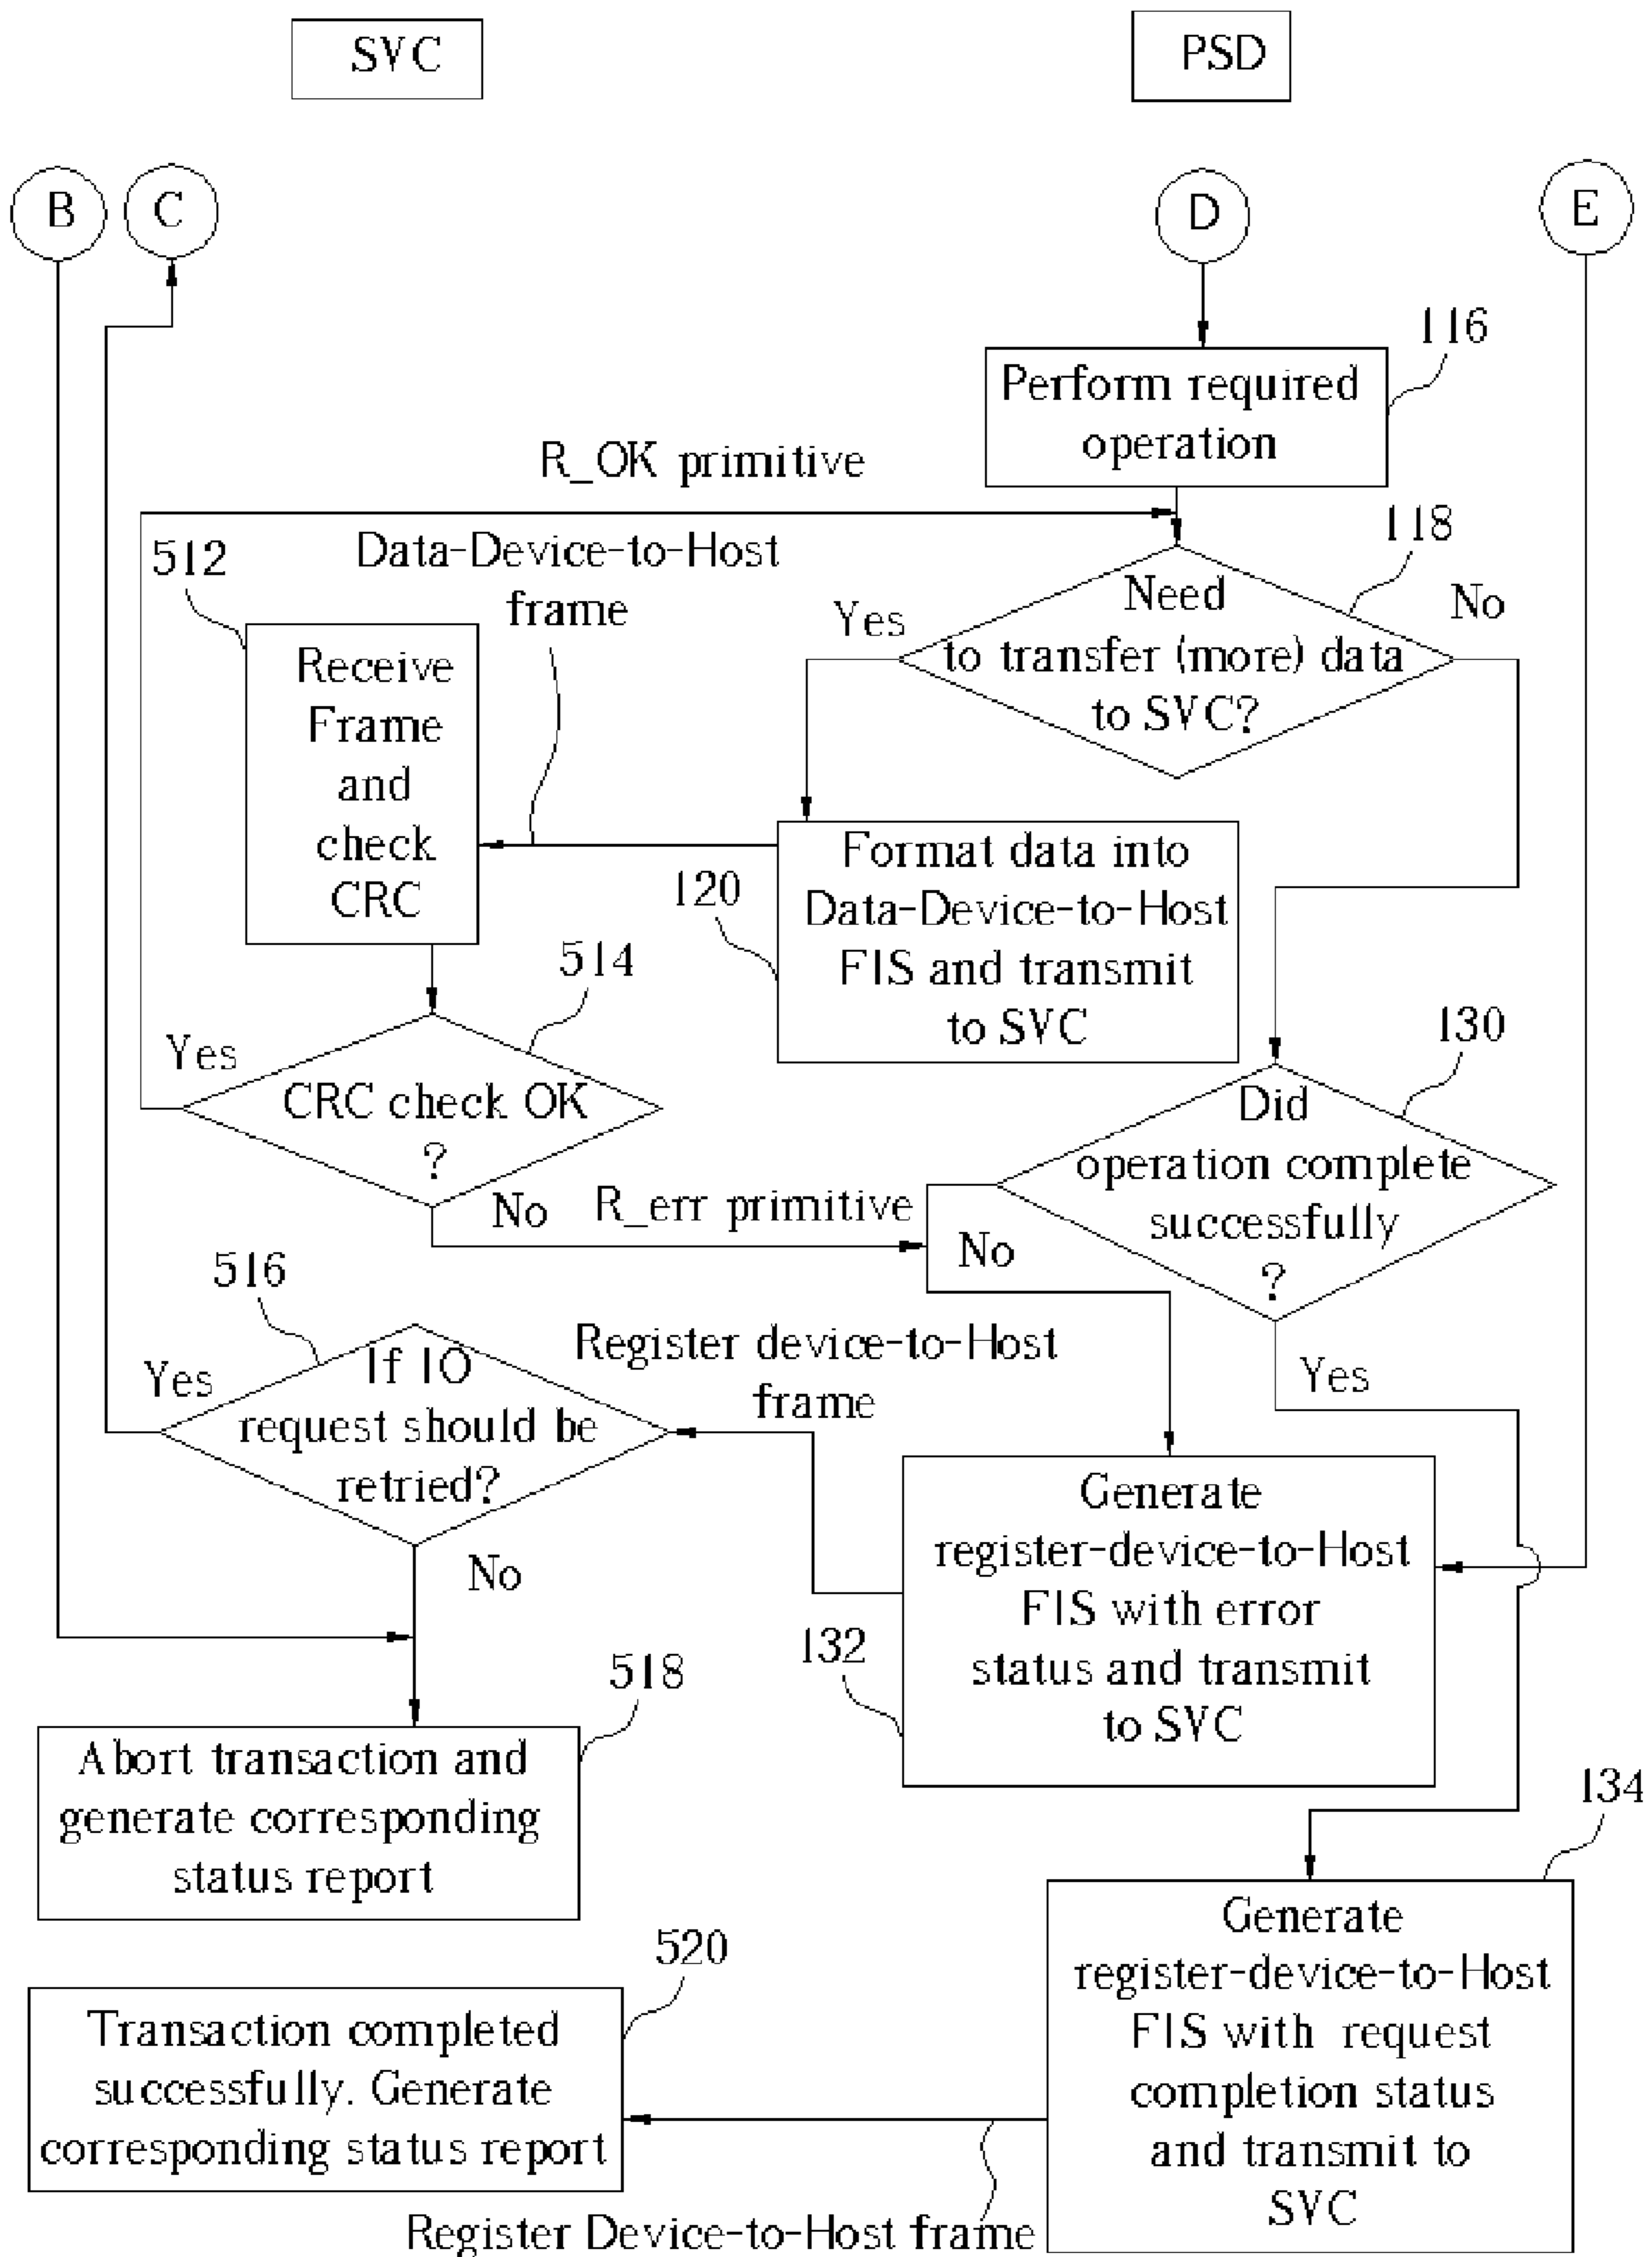 SVC
PSD
B
C
D
E
116
Perform required
operation
R_OK primitive
118
512
Data-Device-to-Host
frame
Need
to transfer (more) data
to SVC?
Yes
No
Receive
Frame
and
check
CRC
120
Format data into
Data-Device-to-Host
FIS and transmit
to SVC
514
130
Yes
CRC check OK
?
Did
operation complete
successfully
?
No
R_err primitive
No
516
Yes
If IO
request should be
retried?
Register device-to-Host
frame
Yes
No
Generate
register-device-to-Host
FIS with error
status and transmit
to SVC
132
518
Abort transaction and
generate corresponding
status report
134
520
Generate
register-device-to-Host
FIS with request
completion status
and transmit to
SVC
Transaction completed
successfully. Generate
corresponding status report
Register Device-to-Host frame